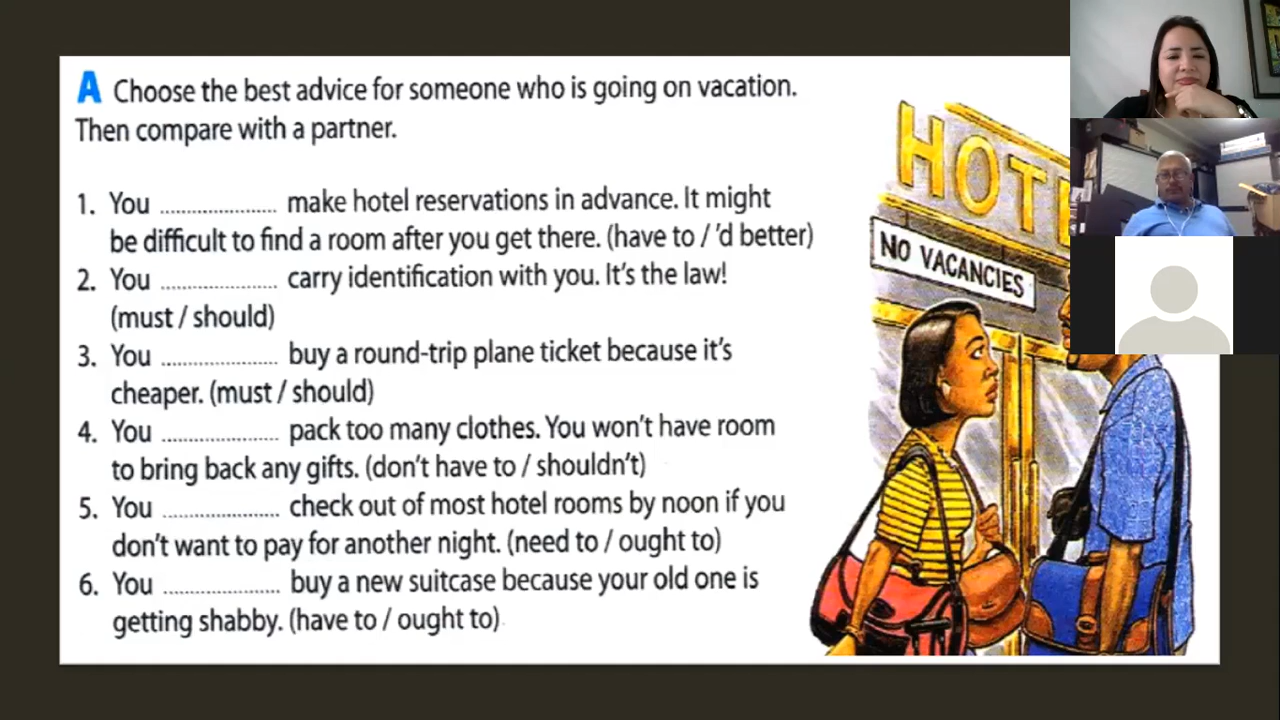 A Choose the best advice for someone who is going on vacation.
Then compare with a partner.
1. You .................... make hotel reservations in advance. It might
be difficult to find a room after you get there. (have to / 'd better)
2. You .................... carry identification with you. It's the law!
(must / should)
3. You .................... buy a round-trip plane ticket because it's
cheaper. (must / should)
4. You .................... pack too many clothes. You won't have room
to bring back any gifts. (don't have to / shouldn't)
5. You .................... check out of most hotel rooms by noon if you
don't want to pay for another night. (need to / ought to)
6. You .................... buy a new suitcase because your old one is
getting shabby. (have to / ought to)
HOT
NO VACANCIES